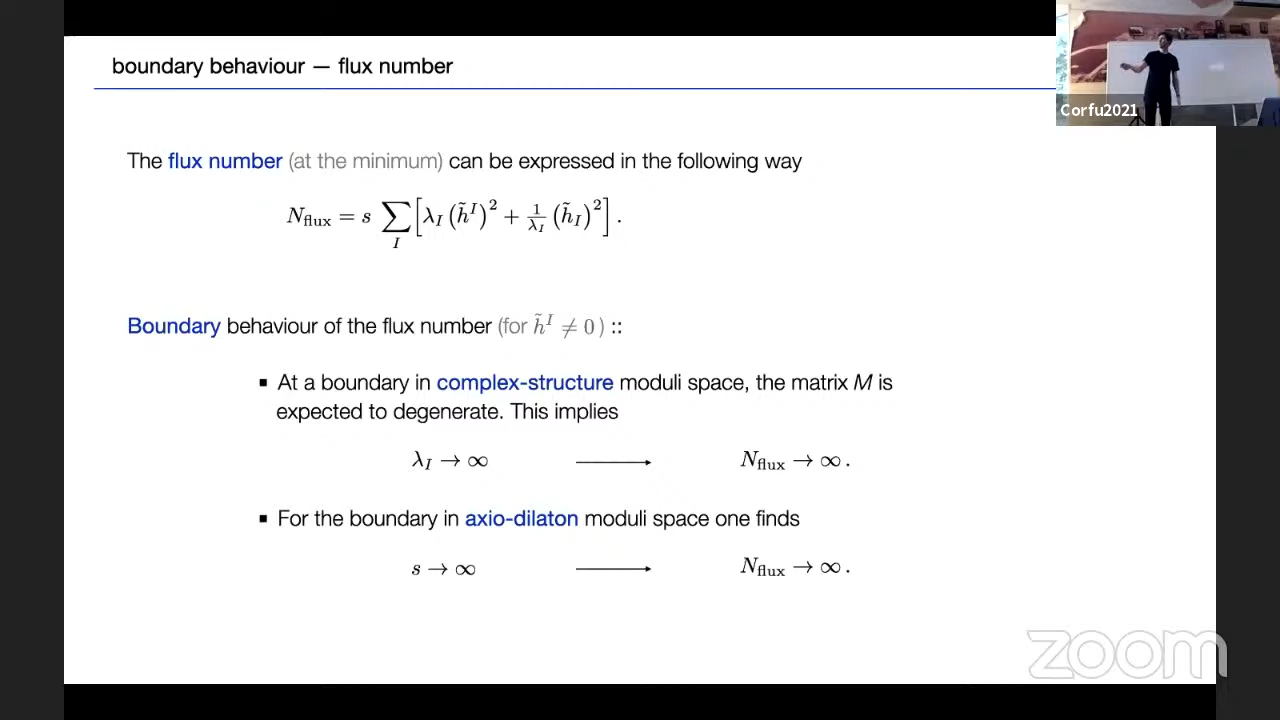 boundary behaviour — flux number
Corfu2021
The flux number (at the minimum) can be expressed in the following way
N_flux = s ∑_I [λ_I (h̃^I)^2 + 1/λ_I (h̃_I)^2] .
Boundary behaviour of the flux number (for h̃^I ≠ 0) ::
▪ At a boundary in complex-structure moduli space, the matrix M is
expected to degenerate. This implies
λ_I → ∞ ⟶ N_flux → ∞ .
▪ For the boundary in axio-dilaton moduli space one finds
s → ∞ ⟶ N_flux → ∞ .
zoom